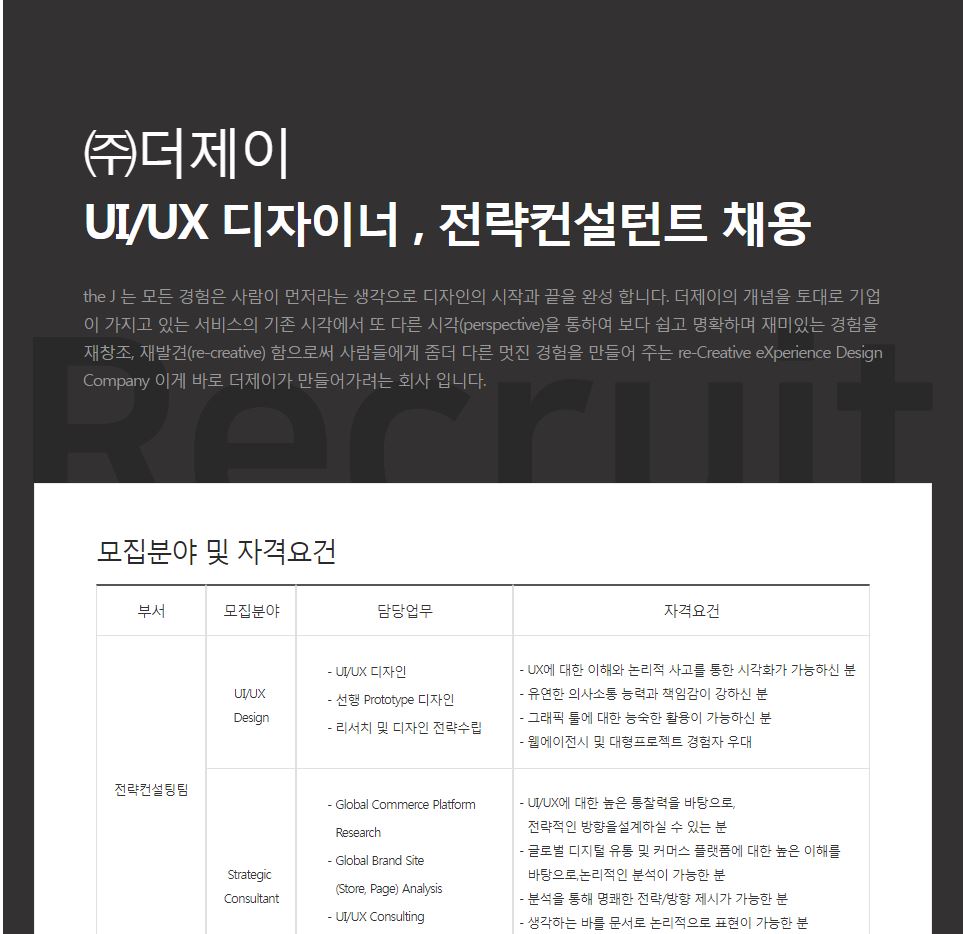 ㈜더제이
UI/UX 디자이너 , 전략컨설턴트 채용
the J 는 모든 경험은 사람이 먼저라는 생각으로 디자인의 시작과 끝을 완성 합니다. 더제이의 개념을 토대로 기업
이 가지고 있는 서비스의 기존 시각에서 또 다른 시각(perspective)을 통하여 보다 쉽고 명확하며 재미있는 경험을
재창조, 재발견(re-creative) 함으로써 사람들에게 좀더 다른 멋진 경험을 만들어 주는 re-Creative eXperience Design
Company 이게 바로 더제이가 만들어가려는 회사 입니다.
Recruit
모집분야 및 자격요건
부서 모집분야 담당업무 자격요건
전략컨설팅팀
UI/UX
Design
- UI/UX 디자인
- 선행 Prototype 디자인
- 리서치 및 디자인 전략수립
- UX에 대한 이해와 논리적 사고를 통한 시각화가 가능하신 분
- 유연한 의사소통 능력과 책임감이 강하신 분
- 그래픽 툴에 대한 능숙한 활용이 가능하신 분
- 웹에이전시 및 대형프로젝트 경험자 우대
Strategic
Consultant
- Global Commerce Platform
Research
- Global Brand Site
(Store, Page) Analysis
- UI/UX Consulting
- UI/UX에 대한 높은 통찰력을 바탕으로,
전략적인 방향을설계하실 수 있는 분
- 글로벌 디지털 유통 및 커머스 플랫폼에 대한 높은 이해를
바탕으로,논리적인 분석이 가능한 분
- 분석을 통해 명쾌한 전략/방향 제시가 가능한 분
- 생각하는 바를 문서로 논리적으로 표현이 가능한 분